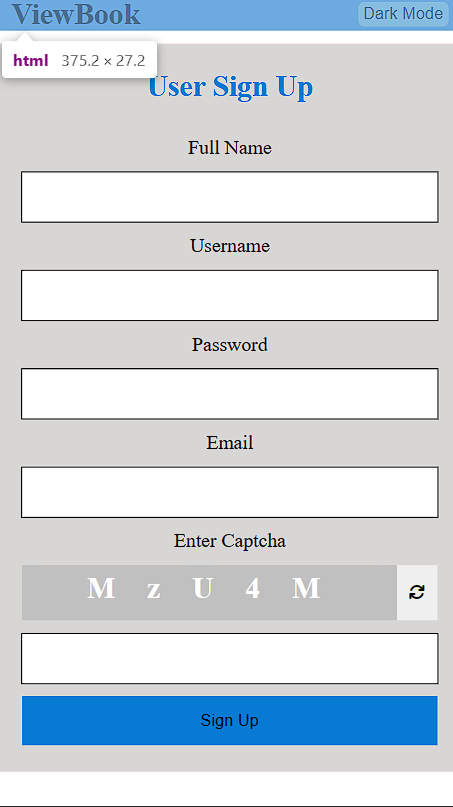 ViewBook Dark Mode
html 375.2 × 27.2
User Sign Up
Full Name
Username
Password
Email
Enter Captcha
M z U 4 M
Sign Up